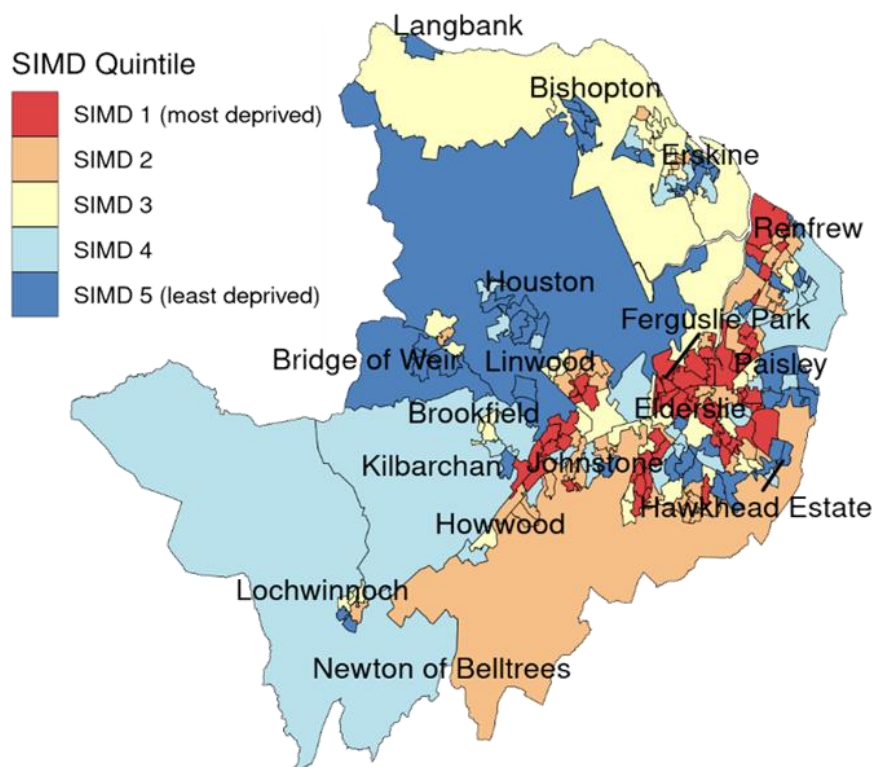 Langbank
SIMD Quintile
SIMD 1 (most deprived)
SIMD 2
SIMD 3
SIMD 4
SIMD 5 (least deprived)
Bishopton
Erskine
Renfrew
Houston
Ferguslie Park
Bridge of Weir
Linwood
Paisley
Brookfield
Elderslie
Kilbarchan
Johnstone
Hawkhead Estate
Howwood
Lochwinnoch
Newton of Belltrees